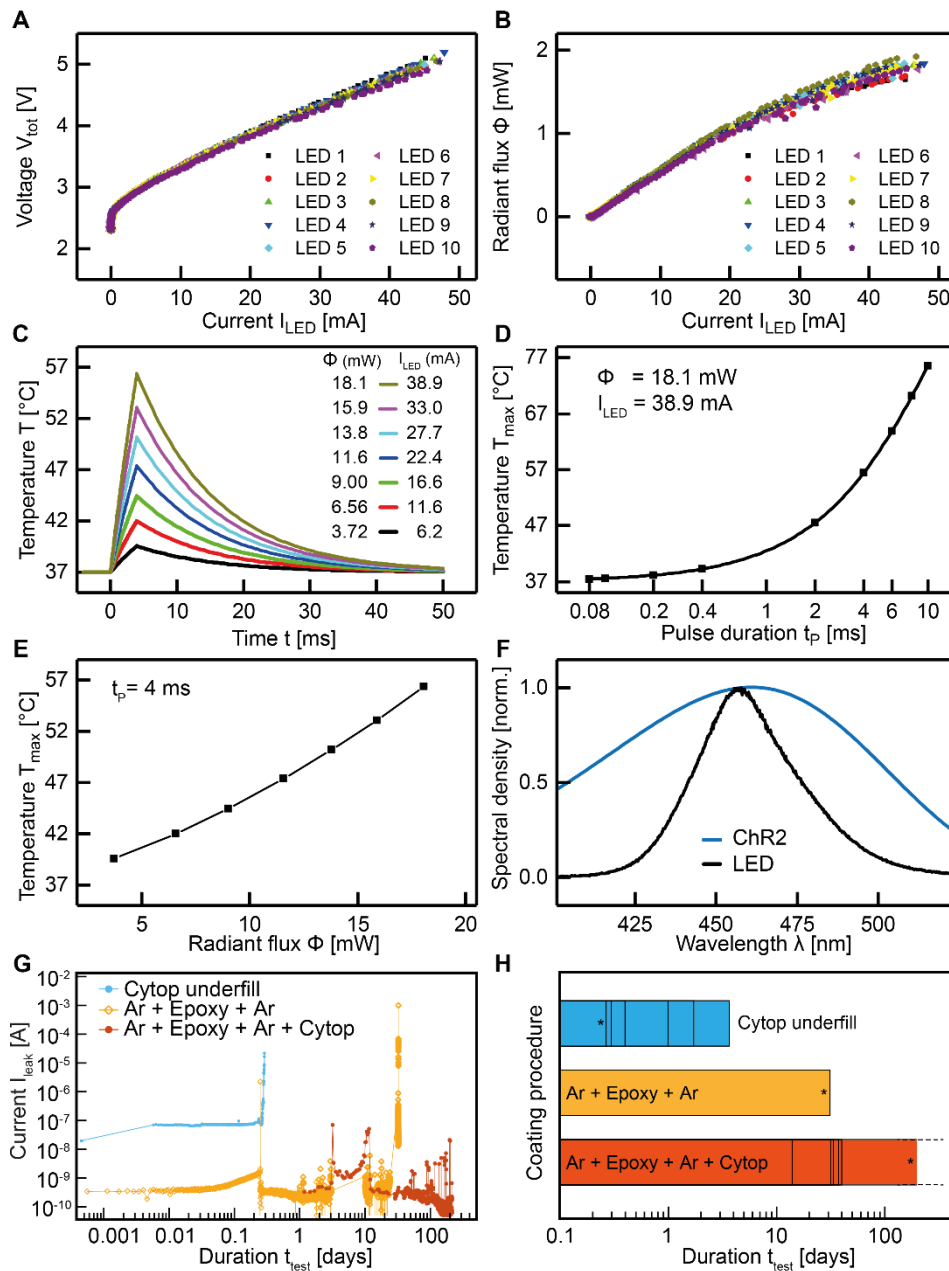 A
Voltage V_tot [V]
5
4
3
2
LED 1
LED 2
LED 3
LED 4
LED 5
LED 6
LED 7
LED 8
LED 9
LED 10
0 10 20 30 40 50
Current I_LED [mA]
B
Radiant flux Φ [mW]
2
1
0
LED 1
LED 2
LED 3
LED 4
LED 5
LED 6
LED 7
LED 8
LED 9
LED 10
0 10 20 30 40 50
Current I_LED [mA]
C
Temperature T [°C]
57
52
47
42
37
Φ (mW) I_LED (mA)
18.1 38.9
15.9 33.0
13.8 27.7
11.6 22.4
9.00 16.6
6.56 11.6
3.72 6.2
0 10 20 30 40 50
Time t [ms]
D
Temperature T_max [°C]
77
67
57
47
37
Φ = 18.1 mW
I_LED = 38.9 mA
0.08 0.2 0.4 1 2 4 6 10
Pulse duration t_P [ms]
E
Temperature T_max [°C]
57
52
47
42
37
t_P= 4 ms
5 10 15 20
Radiant flux Φ [mW]
F
Spectral density [norm.]
1.0
0.5
0.0
ChR2
LED
425 450 475 500
Wavelength λ [nm]
G
Current I_leak [A]
10⁻²
10⁻³
10⁻⁴
10⁻⁵
10⁻⁶
10⁻⁷
10⁻⁸
10⁻⁹
10⁻¹⁰
Cytop underfill
Ar + Epoxy + Ar
Ar + Epoxy + Ar + Cytop
0.001 0.01 0.1 1 10 100
Duration t_test [days]
H
Coating procedure
* Cytop underfill
Ar + Epoxy + Ar *
Ar + Epoxy + Ar + Cytop *
0.1 1 10 100
Duration t_test [days]